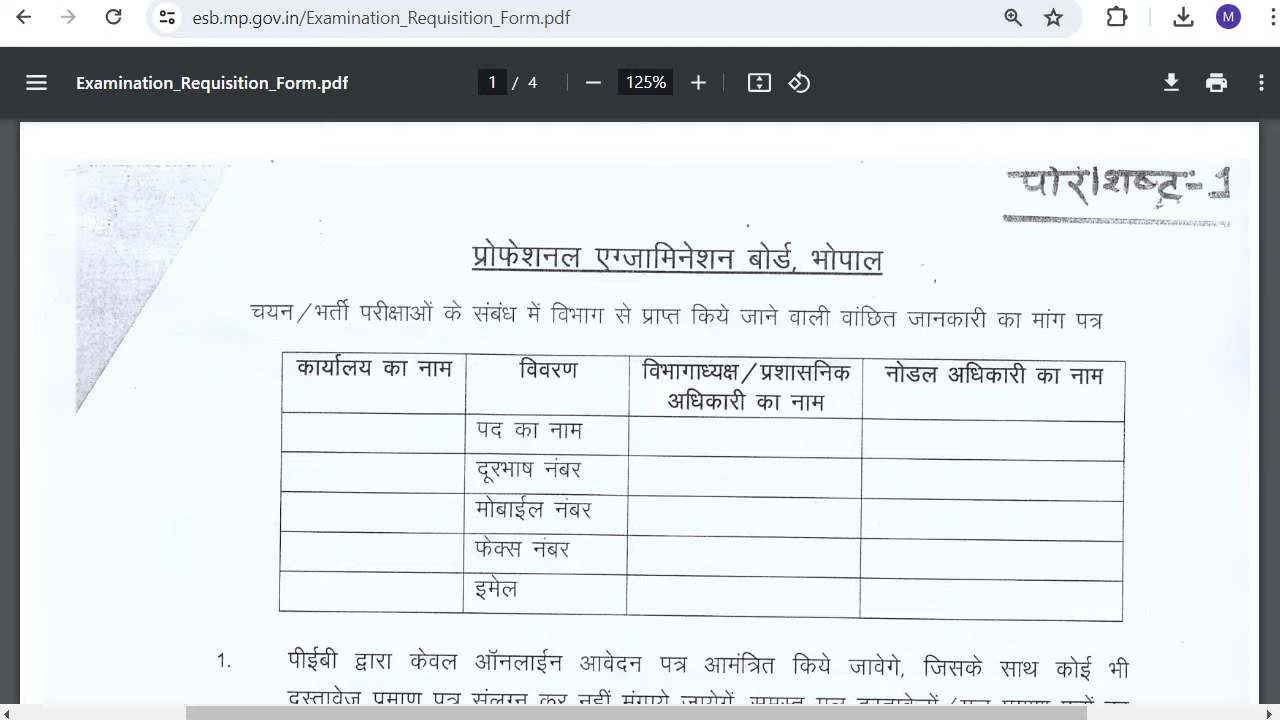 esb.mp.gov.in/Examination_Requisition_Form.pdf
M
Examination_Requisition_Form.pdf
1 / 4
125%
परिशिष्ट-1
प्रोफेशनल एग्जामिनेशन बोर्ड, भोपाल
चयन/भर्ती परीक्षाओं के संबंध में विभाग से प्राप्त किये जाने वाली वांछित जानकारी का मांग पत्र
कार्यालय का नाम विवरण विभागाध्यक्ष/प्रशासनिक अधिकारी का नाम नोडल अधिकारी का नाम
पद का नाम
दूरभाष नंबर
मोबाईल नंबर
फेक्स नंबर
इमेल
1. पीईबी द्वारा केवल ऑनलाईन आवेदन पत्र आमंत्रित किये जावेगे, जिसके साथ कोई भी
दस्तावेज प्रमाण पत्र संलग्न कर नहीं मंगाये जायेगें